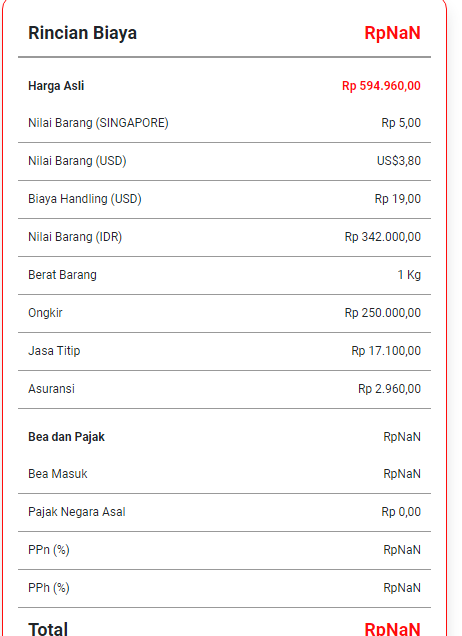 Rincian Biaya RpNaN
Harga Asli Rp 594.960,00
Nilai Barang (SINGAPORE) Rp 5,00
Nilai Barang (USD) US$3,80
Biaya Handling (USD) Rp 19,00
Nilai Barang (IDR) Rp 342.000,00
Berat Barang 1 Kg
Ongkir Rp 250.000,00
Jasa Titip Rp 17.100,00
Asuransi Rp 2.960,00
Bea dan Pajak RpNaN
Bea Masuk RpNaN
Pajak Negara Asal Rp 0,00
PPn (%) RpNaN
PPh (%) RpNaN
Total RpNaN